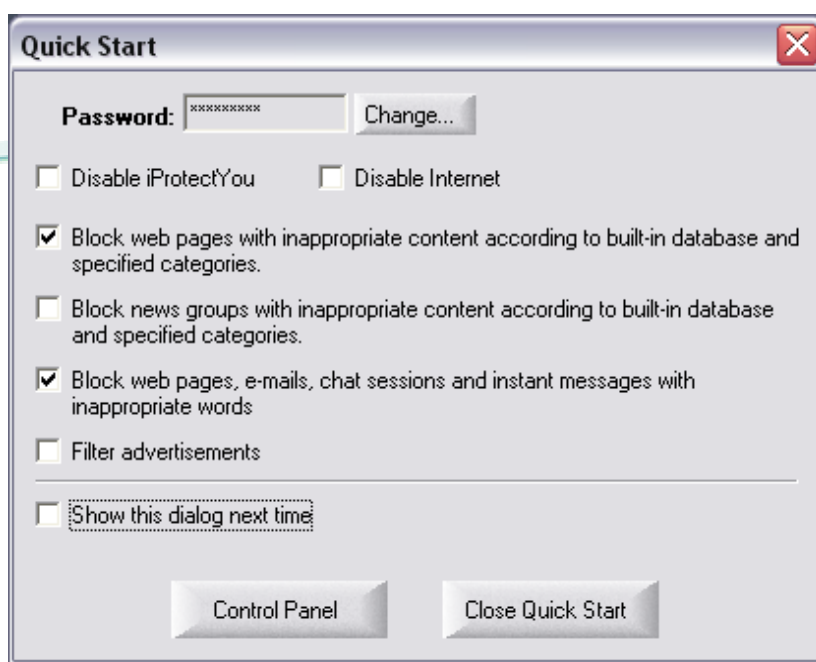 Quick Start
Password: ********* Change...
Disable iProtectYou Disable Internet
Block web pages with inappropriate content according to built-in database and
specified categories.
Block news groups with inappropriate content according to built-in database
and specified categories.
Block web pages, e-mails, chat sessions and instant messages with
inappropriate words
Filter advertisements
Show this dialog next time
Control Panel Close Quick Start